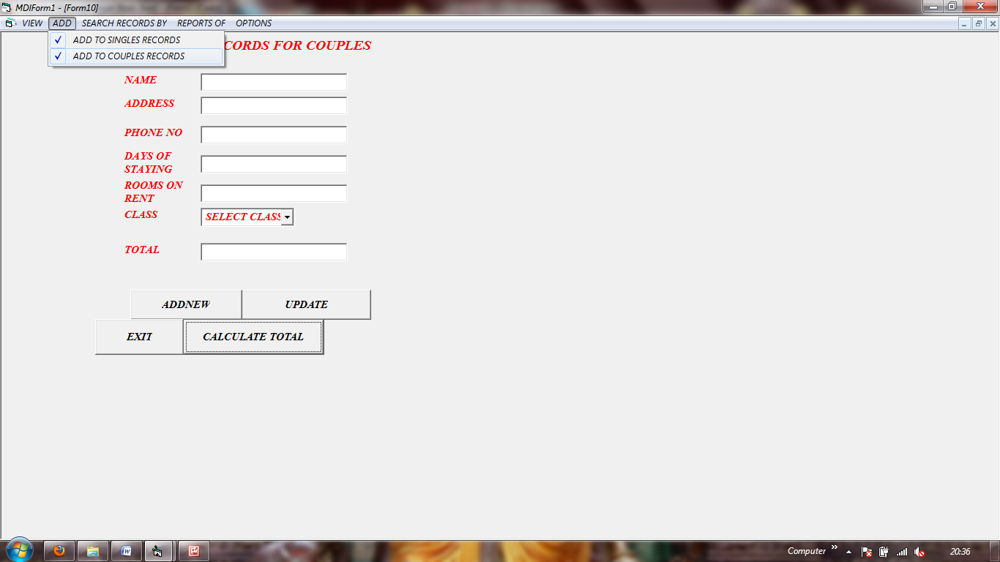 MDIForm1 - [Form10]
VIEW ADD SEARCH RECORDS BY REPORTS OF OPTIONS
ADD TO SINGLES RECORDS
ADD TO COUPLES RECORDS
FOR COUPLES
NAME
ADDRESS
PHONE NO
DAYS OF
STAYING
ROOMS ON
RENT
CLASS
SELECT CLASS
TOTAL
ADDNEW UPDATE
EXIT CALCULATE TOTAL
Computer » 20:36